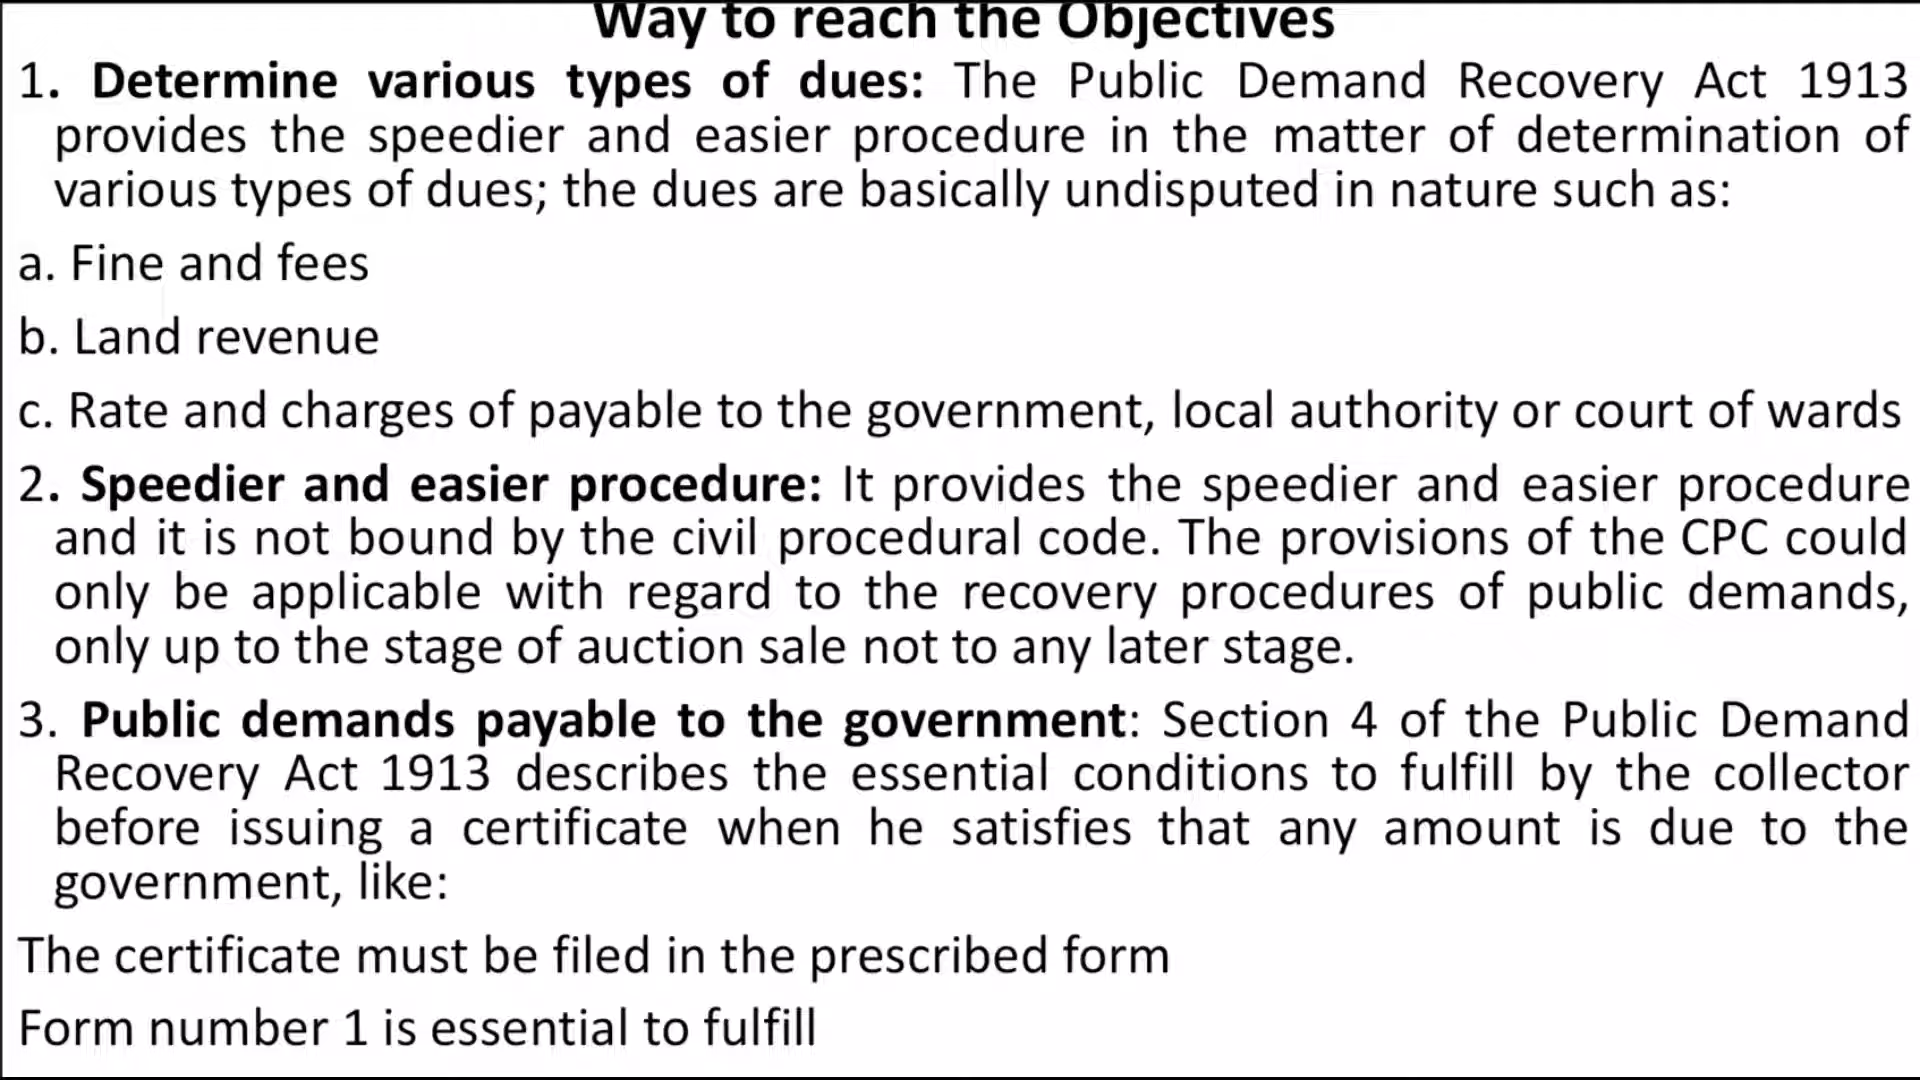 Way to reach the Objectives
1. Determine various types of dues: The Public Demand Recovery Act 1913
provides the speedier and easier procedure in the matter of determination of
various types of dues; the dues are basically undisputed in nature such as:
a. Fine and fees
b. Land revenue
c. Rate and charges of payable to the government, local authority or court of wards
2. Speedier and easier procedure: It provides the speedier and easier procedure
and it is not bound by the civil procedural code. The provisions of the CPC could
only be applicable with regard to the recovery procedures of public demands,
only up to the stage of auction sale not to any later stage.
3. Public demands payable to the government: Section 4 of the Public Demand
Recovery Act 1913 describes the essential conditions to fulfill by the collector
before issuing a certificate when he satisfies that any amount is due to the
government, like:
The certificate must be filed in the prescribed form
Form number 1 is essential to fulfill